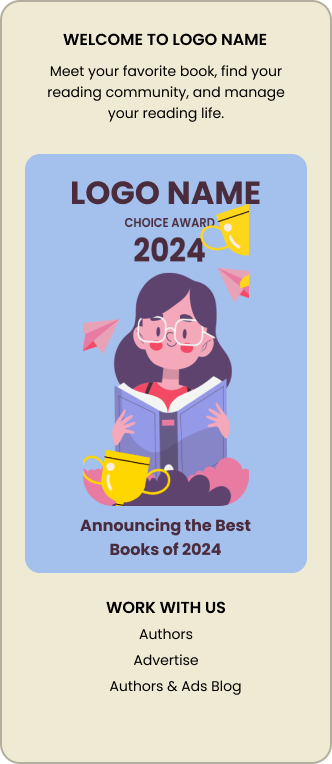 WELCOME TO LOGO NAME
Meet your favorite book, find your
reading community, and manage
your reading life.
LOGO NAME
CHOICE AWARD
2024
Announcing the Best
Books of 2024
WORK WITH US
Authors
Advertise
Authors & Ads Blog